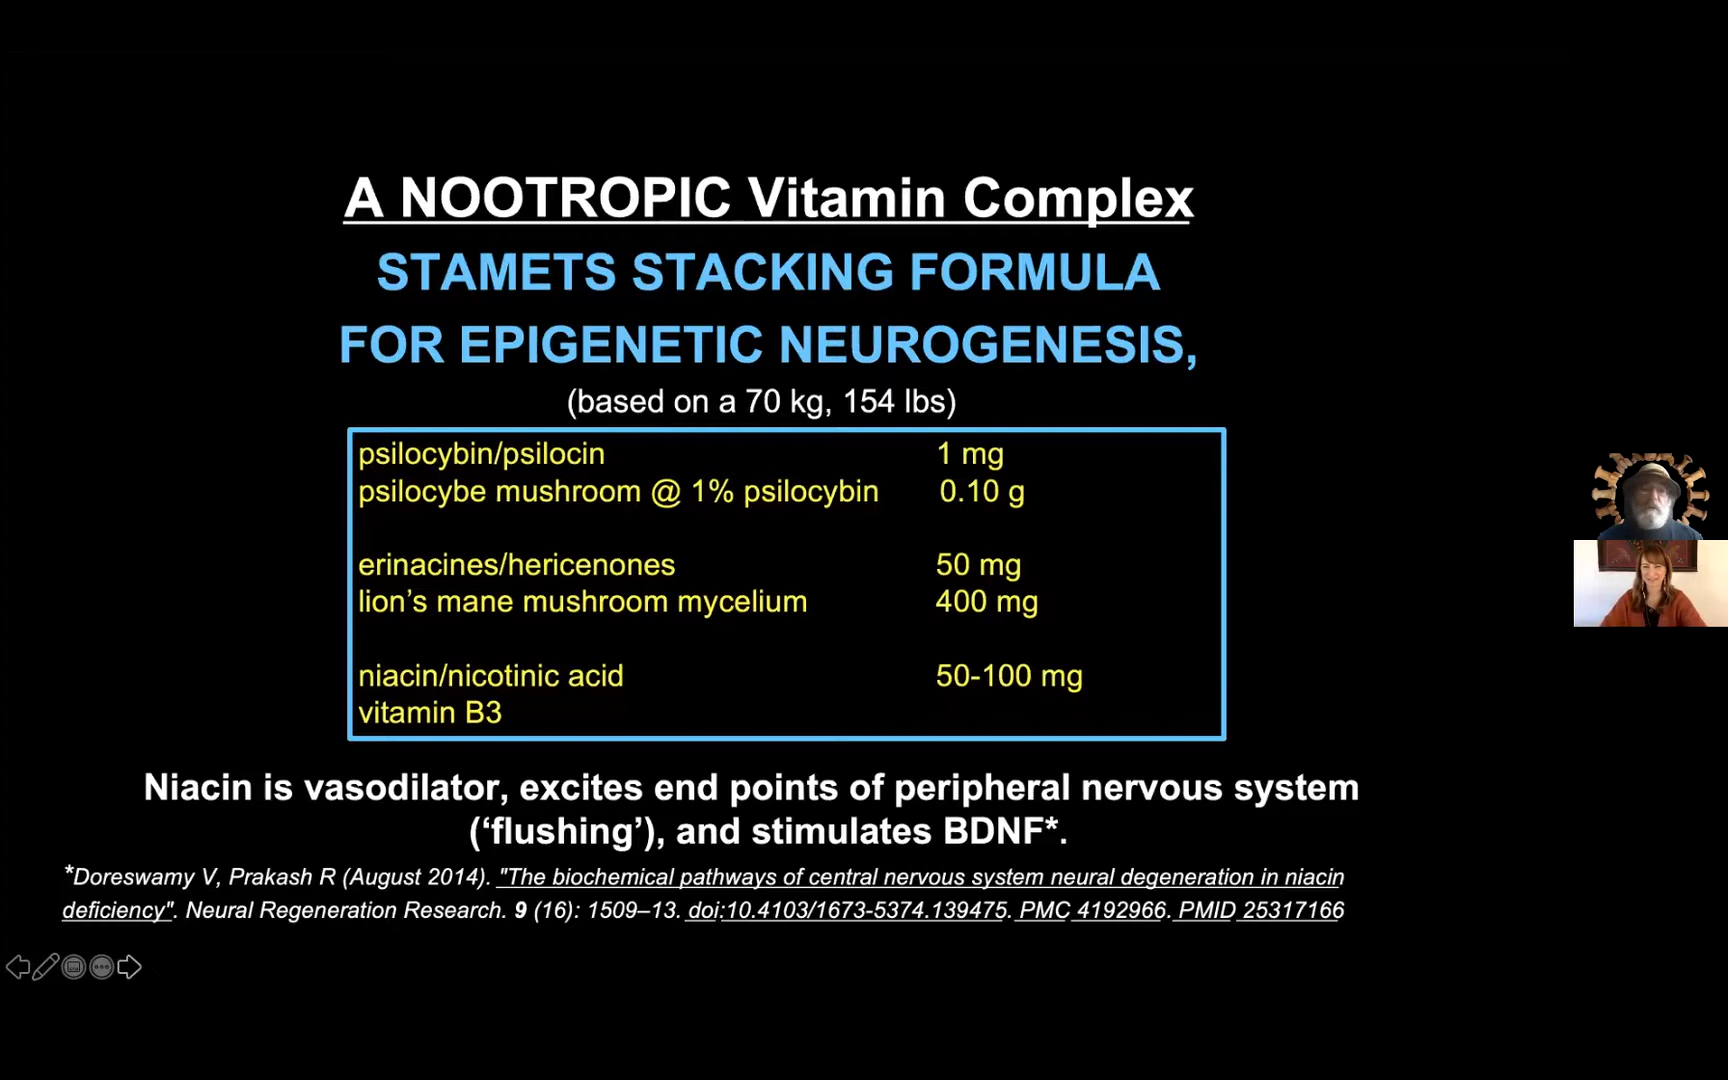 A NOOTROPIC Vitamin Complex
STAMETS STACKING FORMULA
FOR EPIGENETIC NEUROGENESIS,
(based on a 70 kg, 154 lbs)
psilocybin/psilocin 1 mg
psilocybe mushroom @ 1% psilocybin 0.10 g
erinacines/hericenones 50 mg
lion’s mane mushroom mycelium 400 mg
niacin/nicotinic acid 50-100 mg
vitamin B3
Niacin is vasodilator, excites end points of peripheral nervous system
(‘flushing’), and stimulates BDNF*.
*Doreswamy V, Prakash R (August 2014). "The biochemical pathways of central nervous system neural degeneration in niacin
deficiency". Neural Regeneration Research. 9 (16): 1509–13. doi:10.4103/1673-5374.139475. PMC 4192966. PMID 25317166